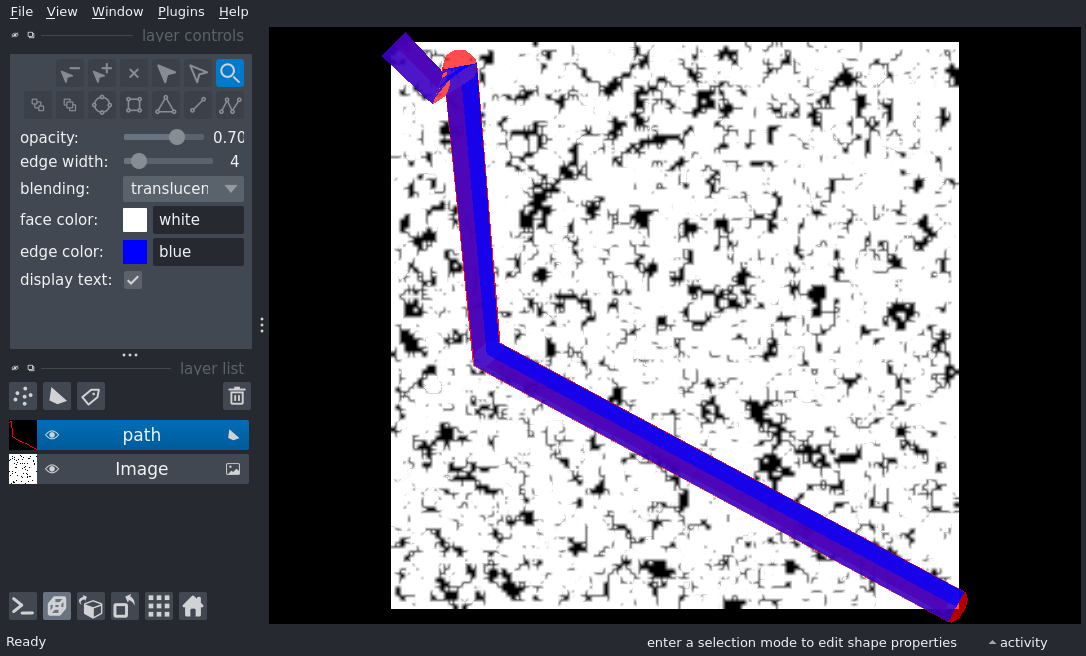 File View Window Plugins Help
layer controls
opacity: 0.70
edge width: 4
blending: translucen
face color: white
edge color: blue
display text:
layer list
path
Image
Ready enter a selection mode to edit shape properties activity